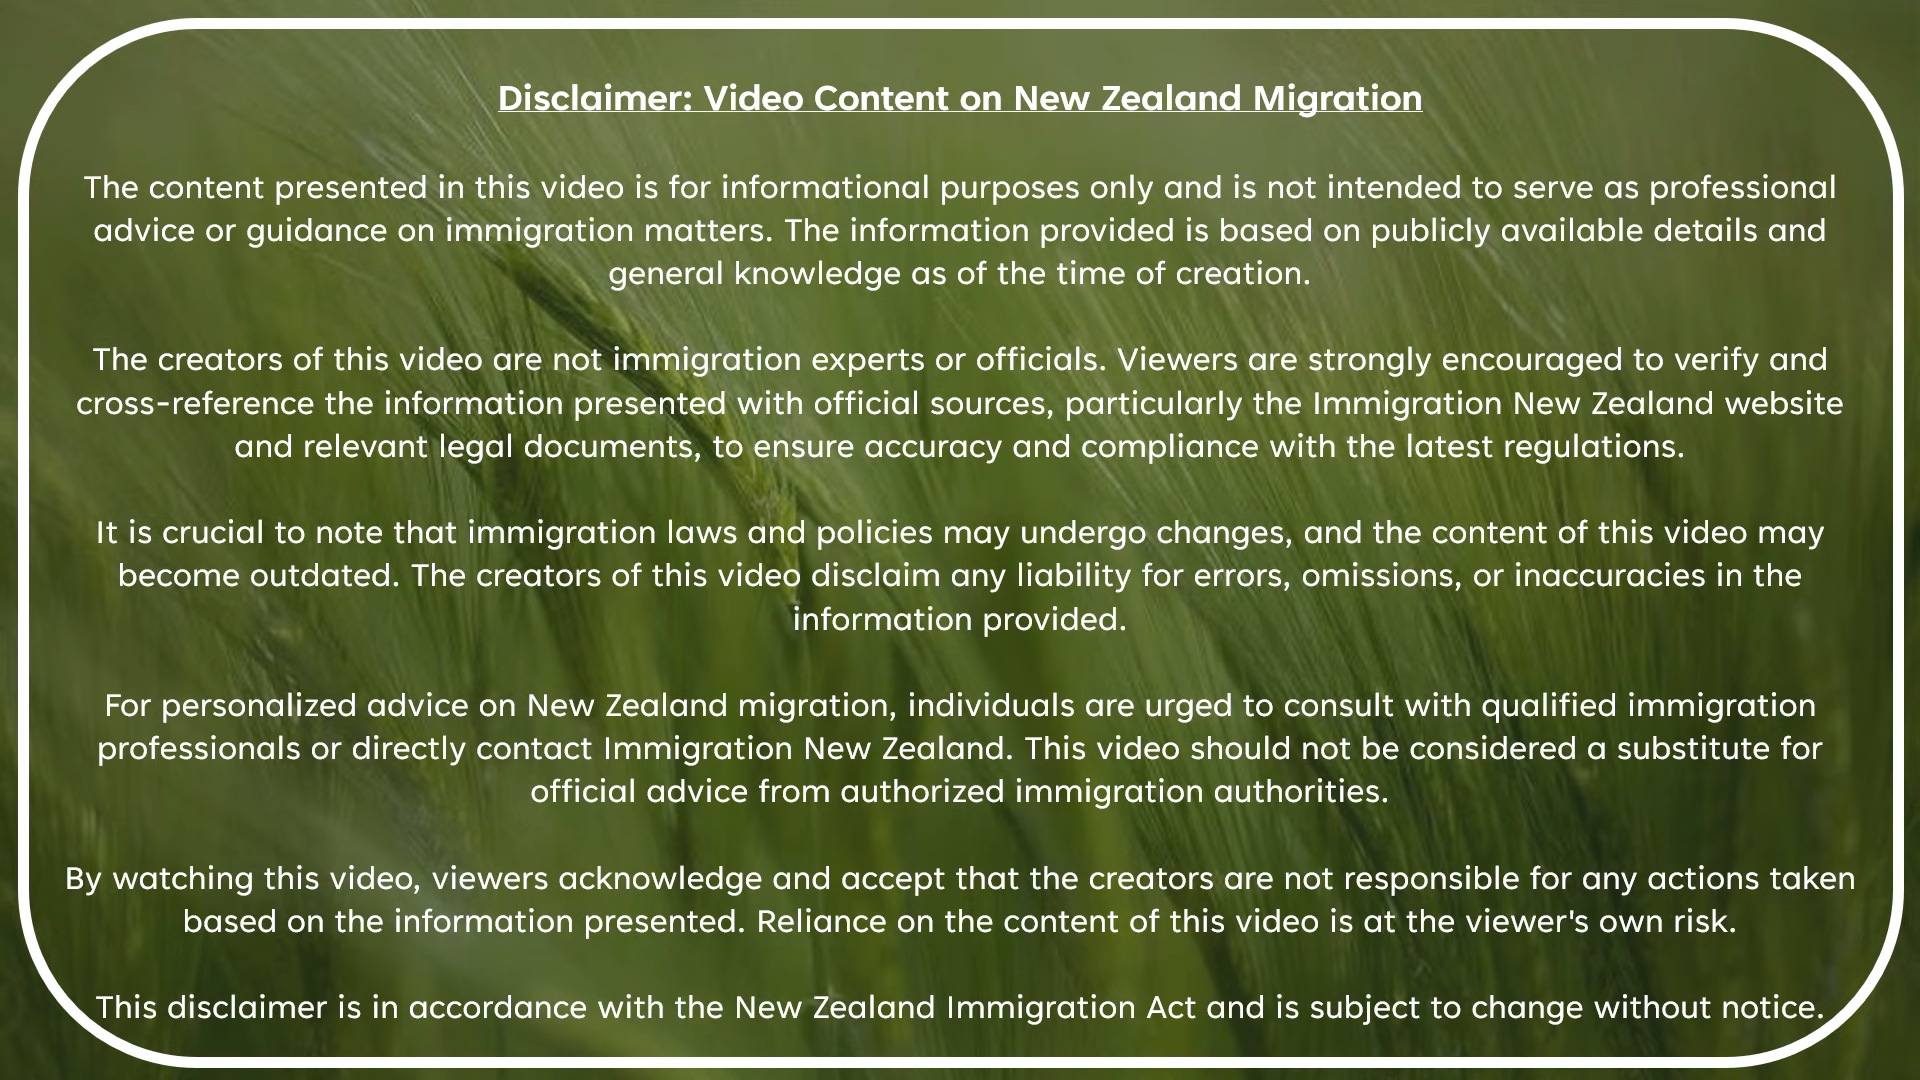 Disclaimer: Video Content on New Zealand Migration
The content presented in this video is for informational purposes only and is not intended to serve as professional
advice or guidance on immigration matters. The information provided is based on publicly available details and
general knowledge as of the time of creation.
The creators of this video are not immigration experts or officials. Viewers are strongly encouraged to verify and
cross-reference the information presented with official sources, particularly the Immigration New Zealand website
and relevant legal documents, to ensure accuracy and compliance with the latest regulations.
It is crucial to note that immigration laws and policies may undergo changes, and the content of this video may
become outdated. The creators of this video disclaim any liability for errors, omissions, or inaccuracies in the
information provided.
For personalized advice on New Zealand migration, individuals are urged to consult with qualified immigration
professionals or directly contact Immigration New Zealand. This video should not be considered a substitute for
official advice from authorized immigration authorities.
By watching this video, viewers acknowledge and accept that the creators are not responsible for any actions taken
based on the information presented. Reliance on the content of this video is at the viewer's own risk.
This disclaimer is in accordance with the New Zealand Immigration Act and is subject to change without notice.